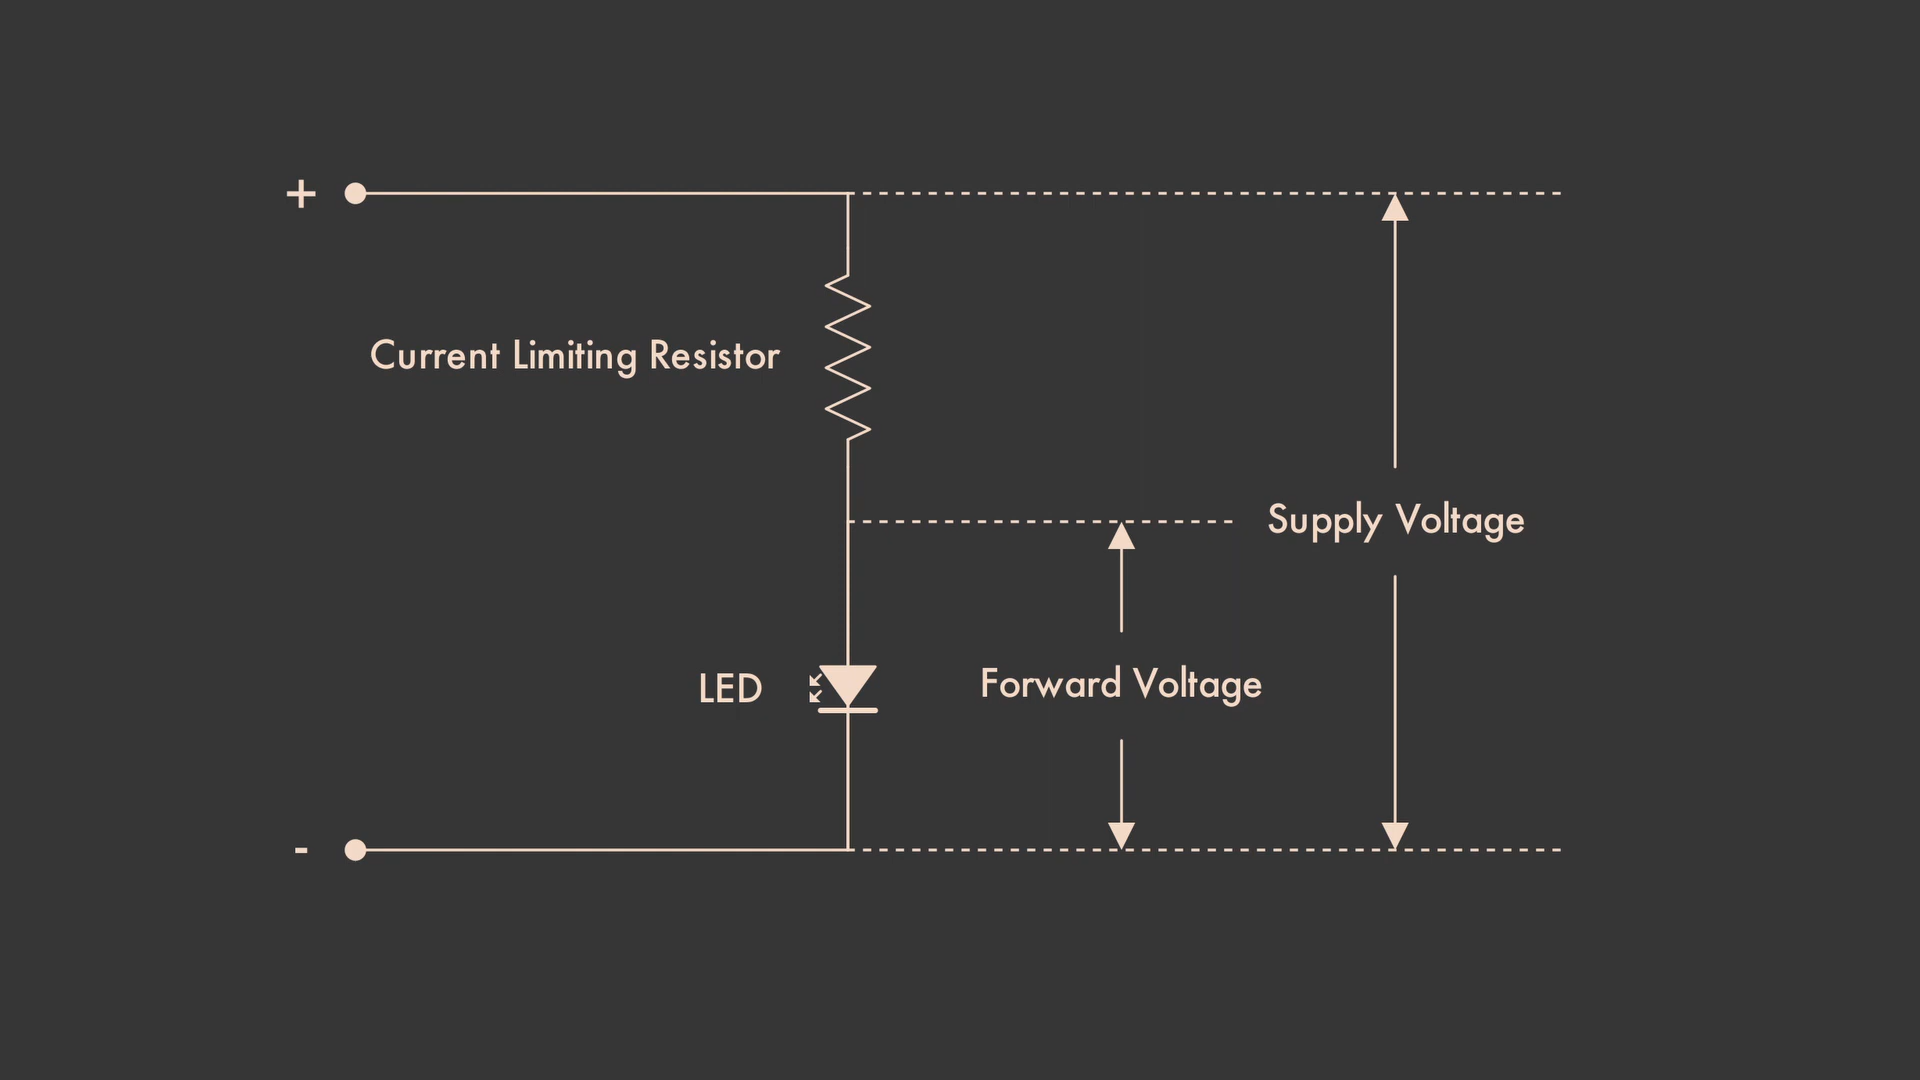 +
Current Limiting Resistor
Supply Voltage
LED
Forward Voltage
-